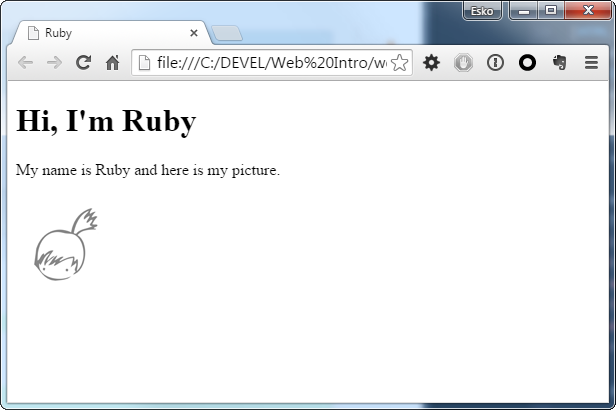 Esko
Ruby
file:///C:/DEVEL/Web%20Intro/w
Hi, I'm Ruby
My name is Ruby and here is my picture.